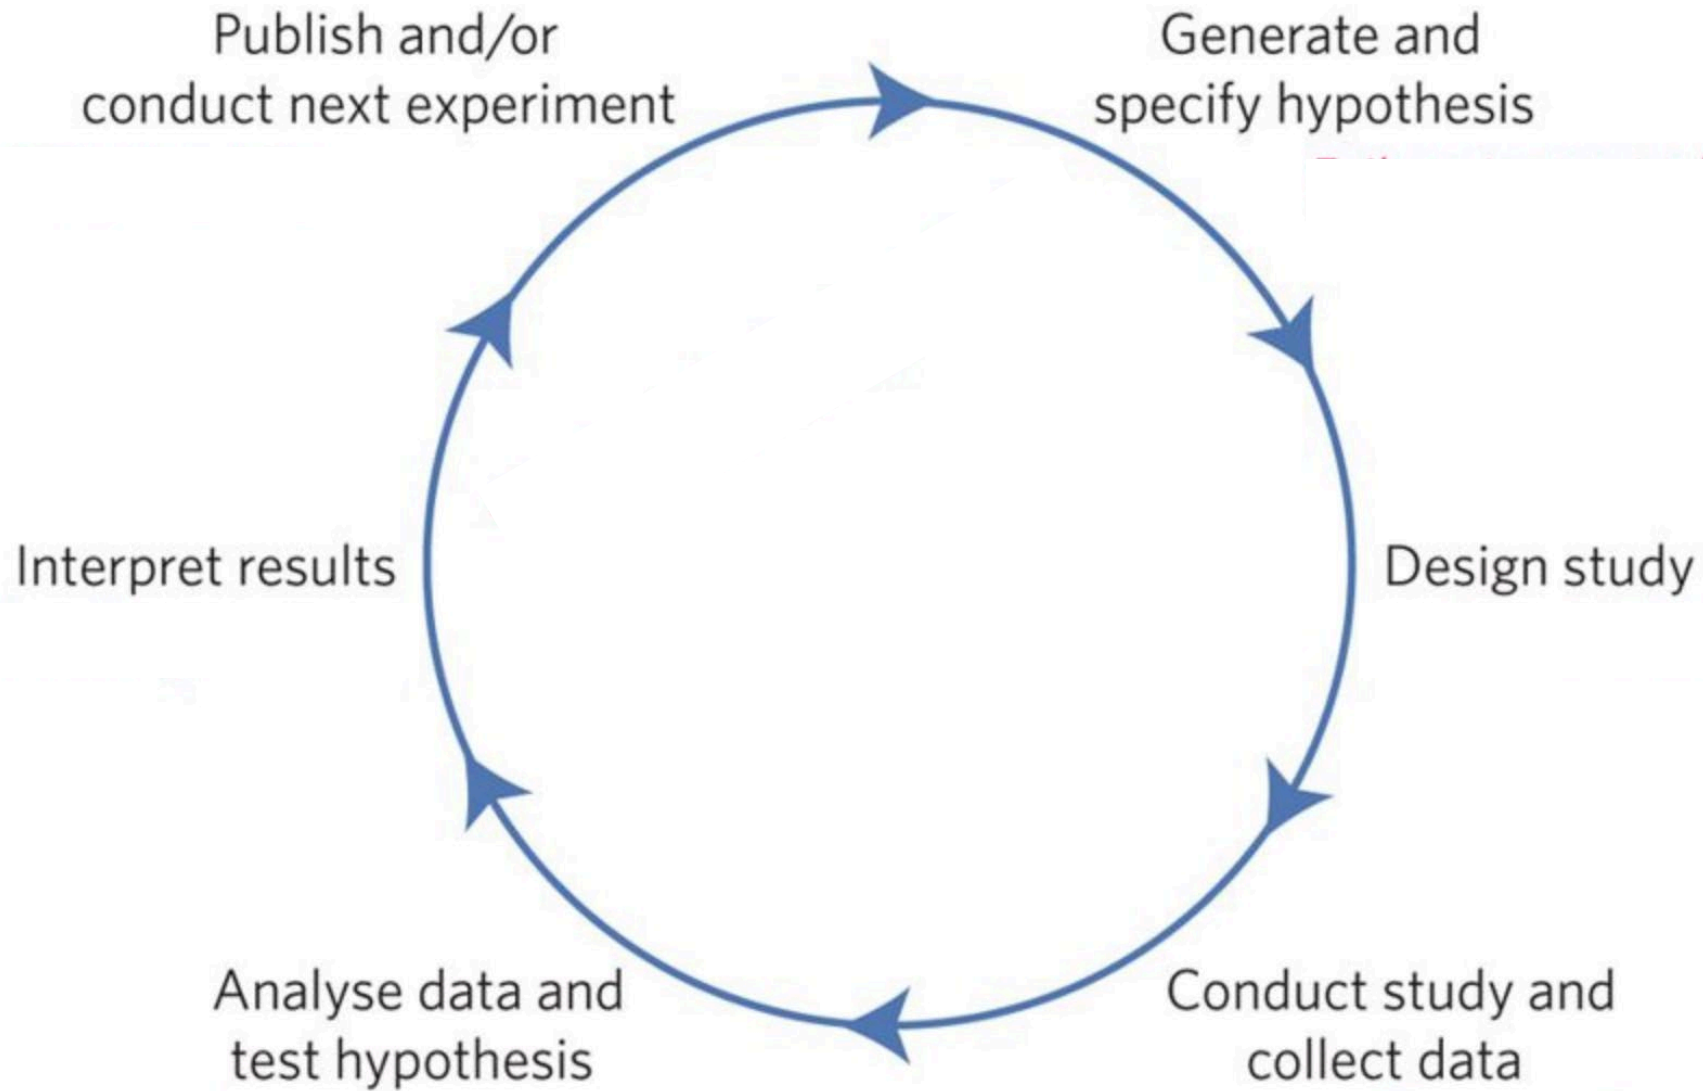 Publish and/or
conduct next experiment
Generate and
specify hypothesis
Interpret results
Design study
Analyse data and
test hypothesis
Conduct study and
collect data